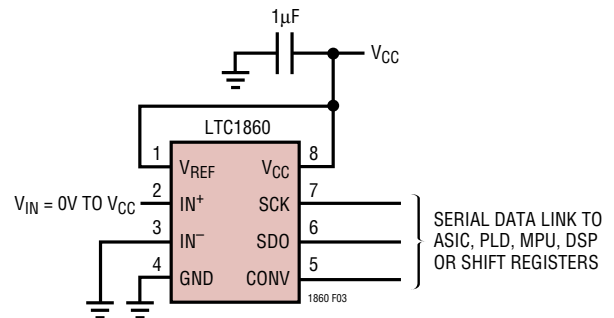 1μF
VCC
LTC1860
1 VREF VCC 8
VIN = 0V TO VCC 2 IN+ SCK 7
3 IN– SDO 6
4 GND CONV 5
SERIAL DATA LINK TO
ASIC, PLD, MPU, DSP
OR SHIFT REGISTERS
1860 F03